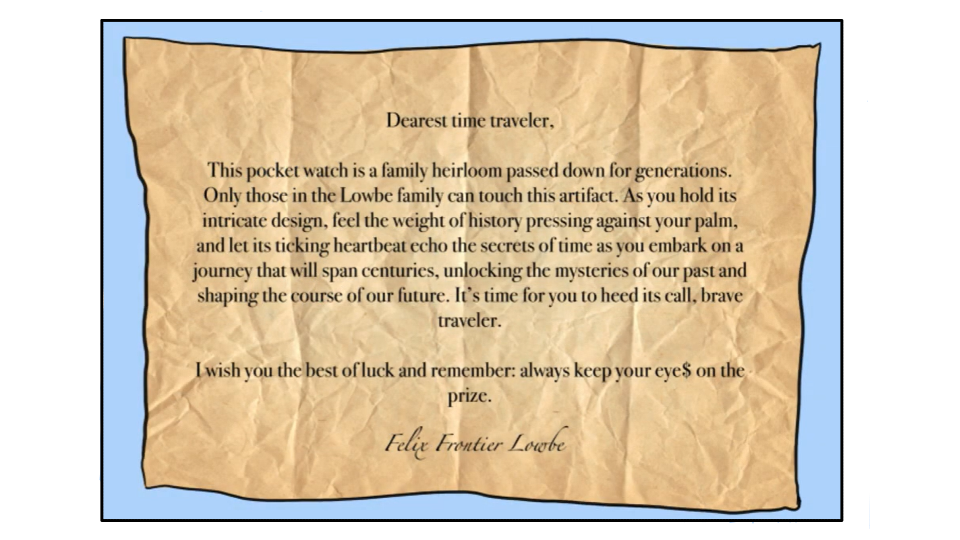 Dearest time traveler,
This pocket watch is a family heirloom passed down for generations.
Only those in the Lowbe family can touch this artifact. As you hold its
intricate design, feel the weight of history pressing against your palm,
and let its ticking heartbeat echo the secrets of time as you embark on a
journey that will span centuries, unlocking the mysteries of our past and
shaping the course of our future. It's time for you to heed its call, brave
traveler.
I wish you the best of luck and remember: always keep your eye$ on the
prize.
Felix Frontier Lowbe